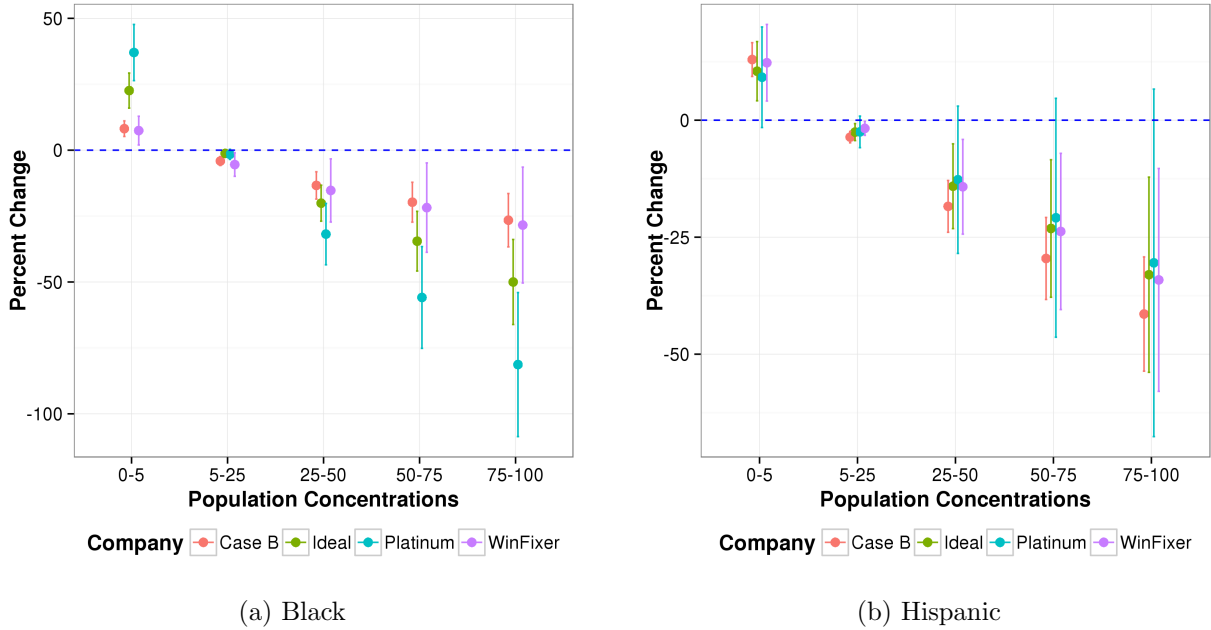 50
0
-50
-100
Percent Change
0-5 5-25 25-50 50-75 75-100
Population Concentrations
Company Case B Ideal Platinum WinFixer
(a) Black
0
-25
-50
Percent Change
0-5 5-25 25-50 50-75 75-100
Population Concentrations
Company Case B Ideal Platinum WinFixer
(b) Hispanic